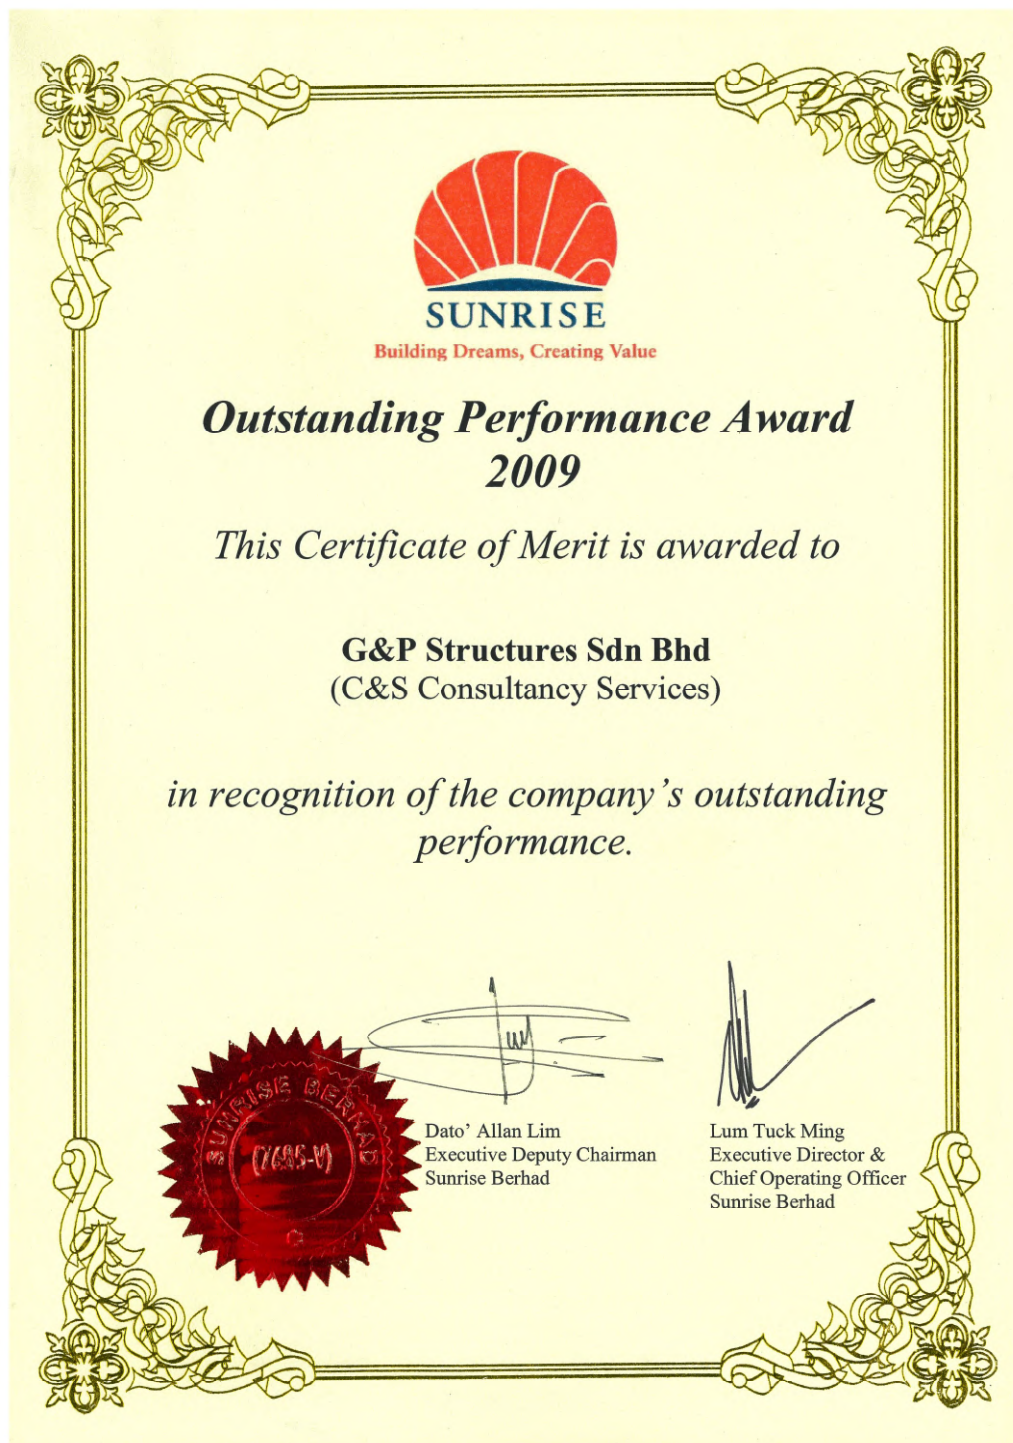 SUNRISE
Building Dreams, Creating Value
Outstanding Performance Award
2009
This Certificate of Merit is awarded to
G&P Structures Sdn Bhd
(C&S Consultancy Services)
in recognition of the company's outstanding
performance.
SUNRISE BERHAD
(7685-V)
Dato' Allan Lim
Executive Deputy Chairman
Sunrise Berhad
Lum Tuck Ming
Executive Director &
Chief Operating Officer
Sunrise Berhad